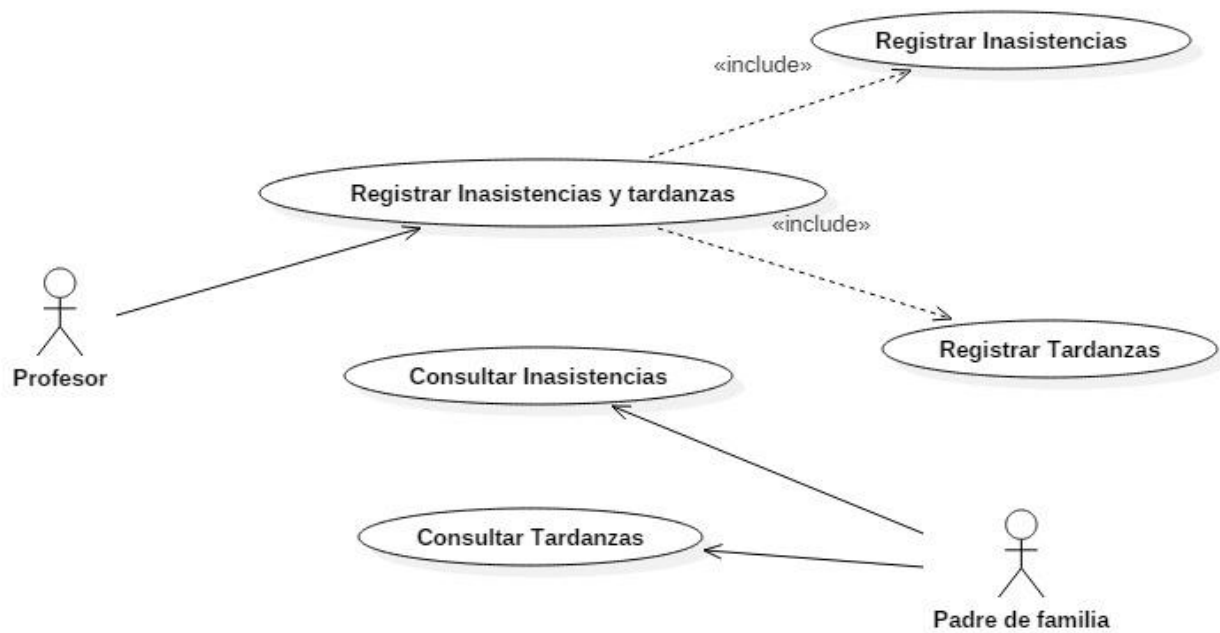 Registrar Inasistencias
«include»
Registrar Inasistencias y tardanzas
«include»
Profesor
Registrar Tardanzas
Consultar Inasistencias
Consultar Tardanzas
Padre de familia